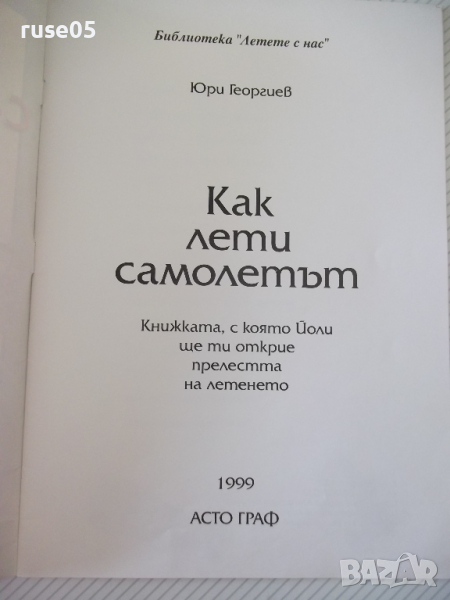 ruse05
Библиотека "Летете с нас"
Юри Георгиев
Как
лети
самолетът
Книжката, с която Йоли
ще ти открие
прелестта
на летенето
1999
АСТО ГРАФ
BAZAR